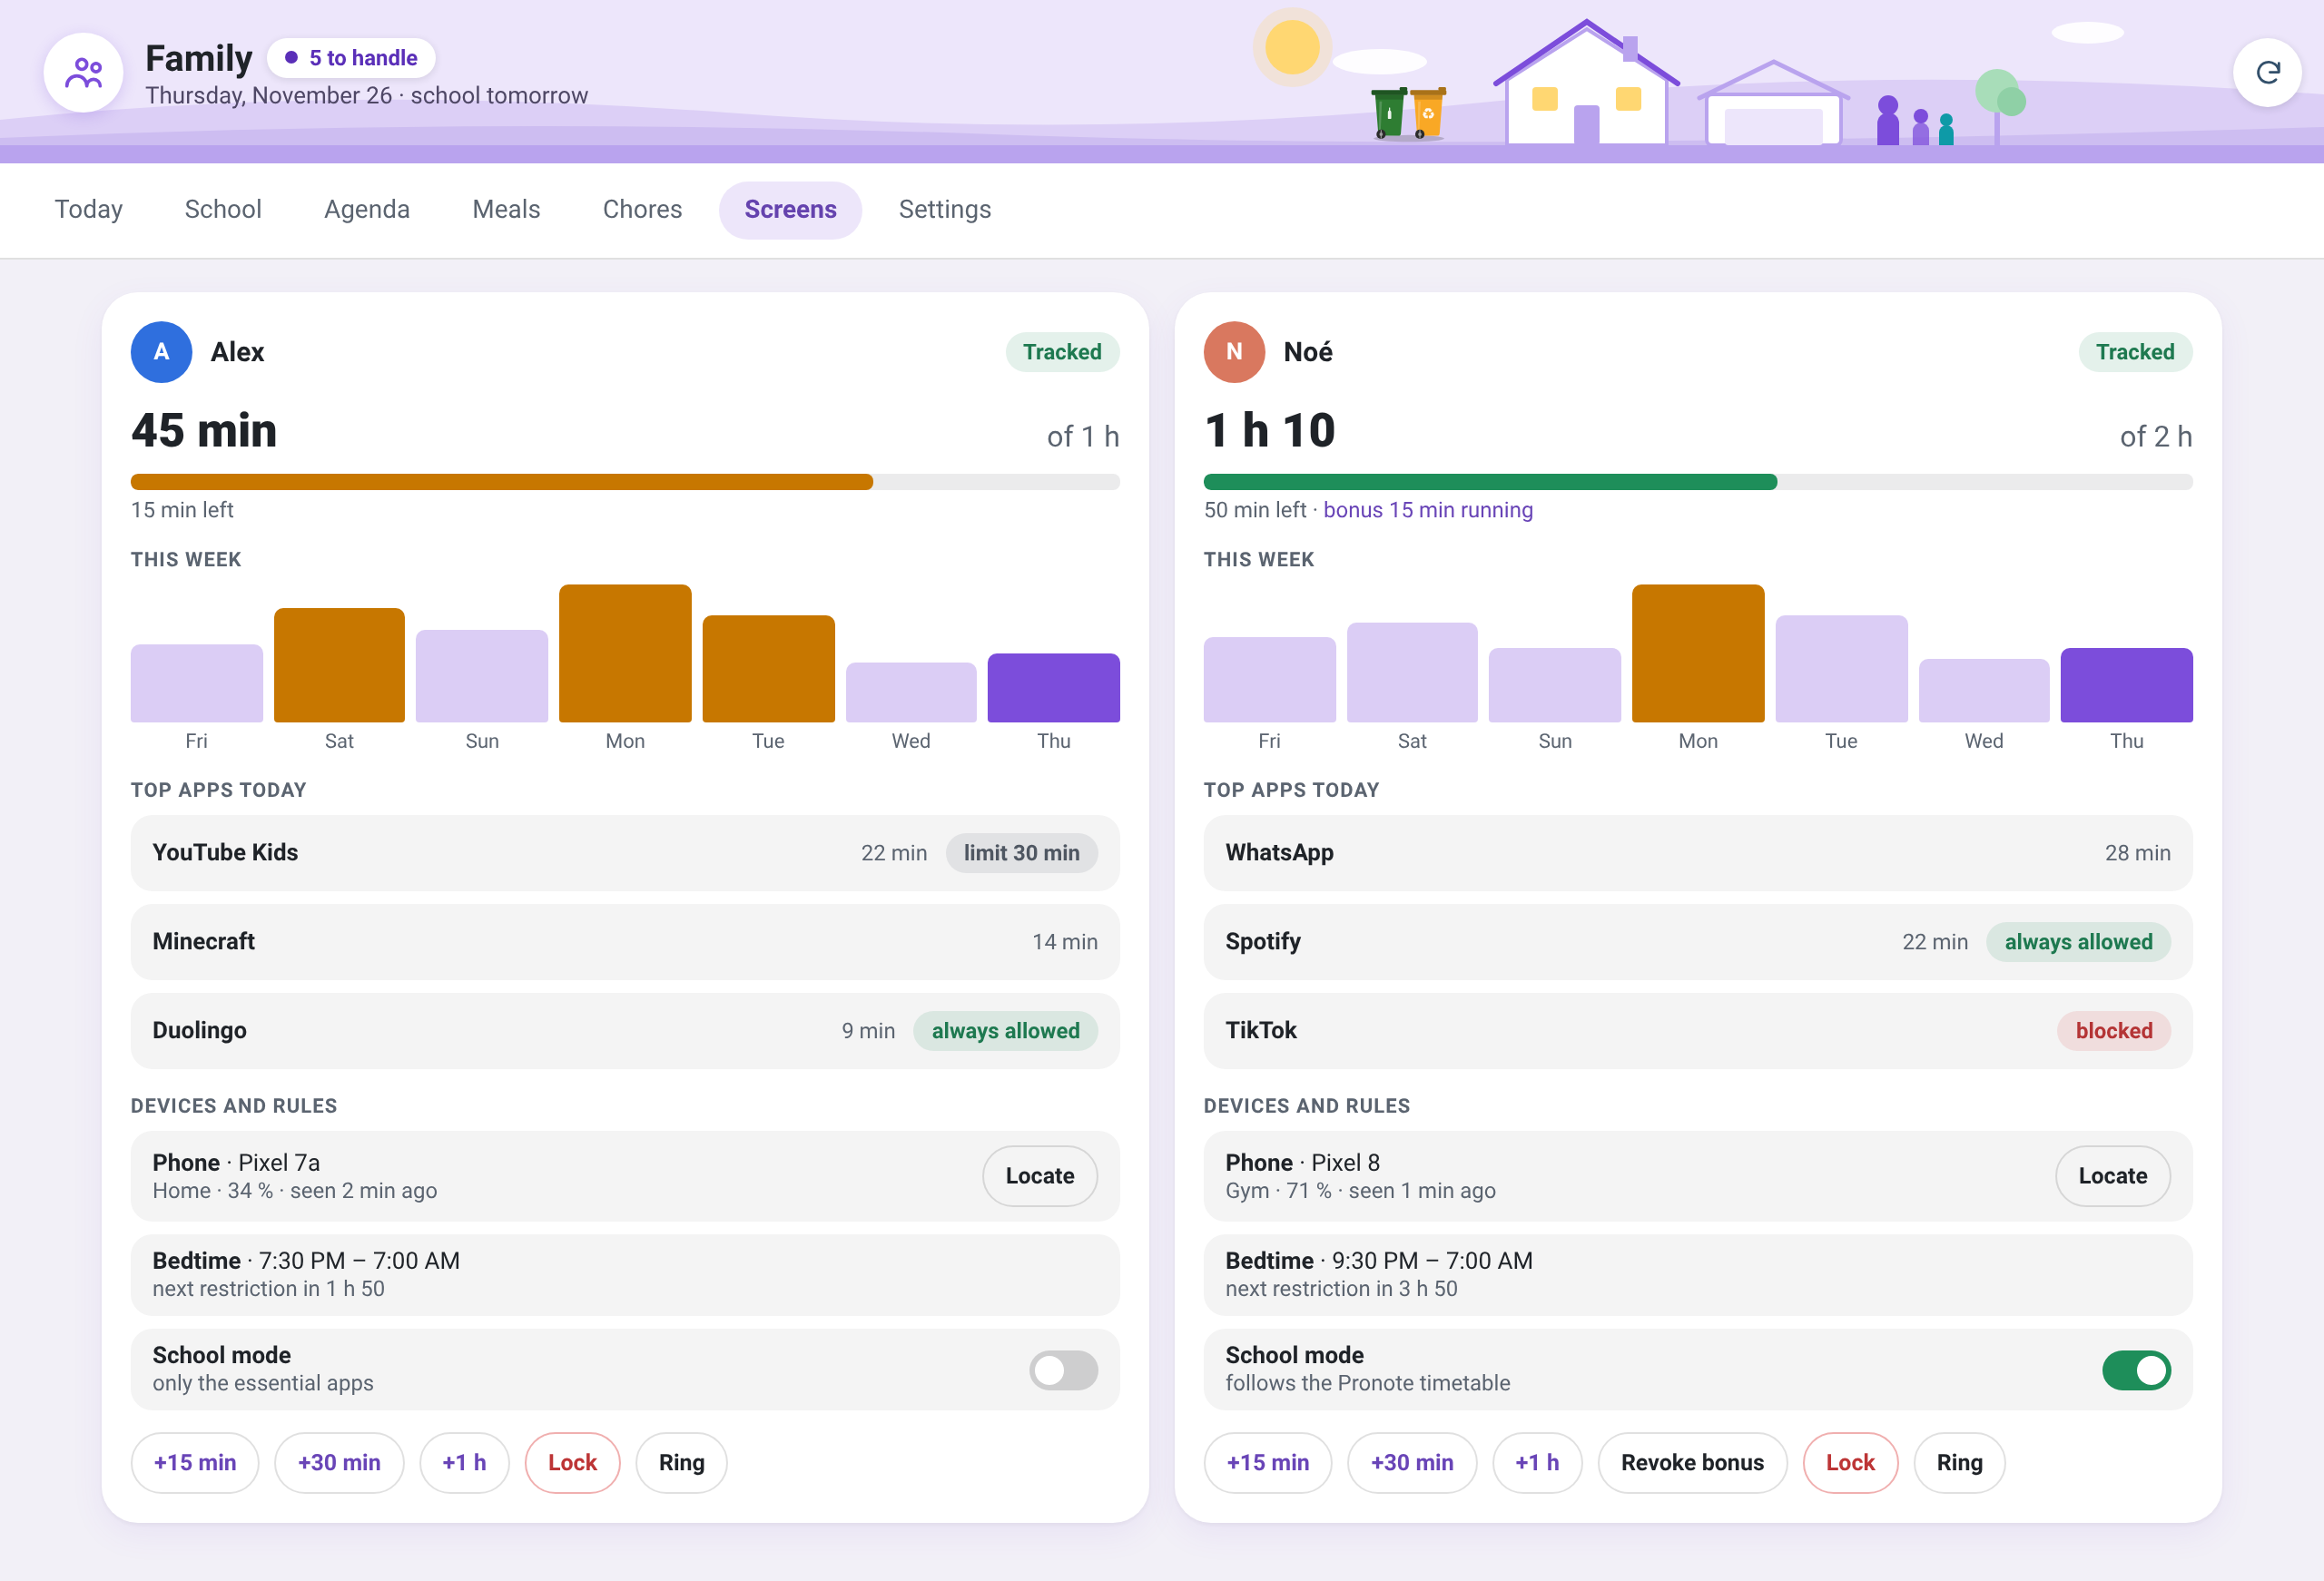 Family
5 to handle
Thursday, November 26 · school tomorrow
Today
School
Agenda
Meals
Chores
Screens
Settings
A
Alex
Tracked
45 min
of 1 h
15 min left
THIS WEEK
Fri
Sat
Sun
Mon
Tue
Wed
Thu
TOP APPS TODAY
YouTube Kids
22 min
limit 30 min
Minecraft
14 min
Duolingo
9 min
always allowed
DEVICES AND RULES
Phone · Pixel 7a
Home · 34 % · seen 2 min ago
Locate
Bedtime · 7:30 PM – 7:00 AM
next restriction in 1 h 50
School mode
only the essential apps
+15 min
+30 min
+1 h
Lock
Ring
N
Noé
Tracked
1 h 10
of 2 h
50 min left · bonus 15 min running
THIS WEEK
Fri
Sat
Sun
Mon
Tue
Wed
Thu
TOP APPS TODAY
WhatsApp
28 min
Spotify
22 min
always allowed
TikTok
blocked
DEVICES AND RULES
Phone · Pixel 8
Gym · 71 % · seen 1 min ago
Locate
Bedtime · 9:30 PM – 7:00 AM
next restriction in 3 h 50
School mode
follows the Pronote timetable
+15 min
+30 min
+1 h
Revoke bonus
Lock
Ring